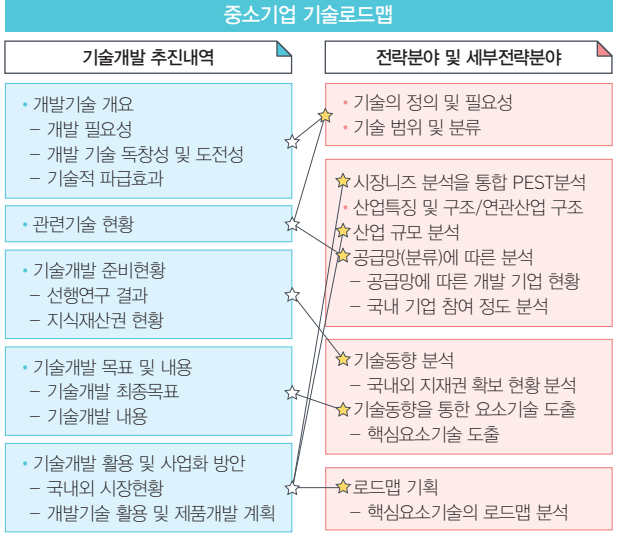 중소기업 기술로드맵
기술개발 추진내역
• 개발기술 개요
– 개발 필요성
– 개발 기술 독창성 및 도전성
– 기술적 파급효과
• 관련기술 현황
• 기술개발 준비현황
– 선행연구 결과
– 지식재산권 현황
• 기술개발 목표 및 내용
– 기술개발 최종목표
– 기술개발 내용
• 기술개발 활용 및 사업화 방안
– 국내외 시장현황
– 개발기술 활용 및 제품개발 계획
전략분야 및 세부전략분야
• 기술의 정의 및 필요성
• 기술 범위 및 분류
시장니즈 분석을 통합 PEST분석
• 산업특징 및 구조/연관산업 구조
산업 규모 분석
공급망(분류)에 따른 분석
– 공급망에 따른 개발 기업 현황
– 국내 기업 참여 정도 분석
기술동향 분석
– 국내외 지재권 확보 현황 분석
기술동향을 통한 요소기술 도출
– 핵심요소기술 도출
로드맵 기획
– 핵심요소기술의 로드맵 분석